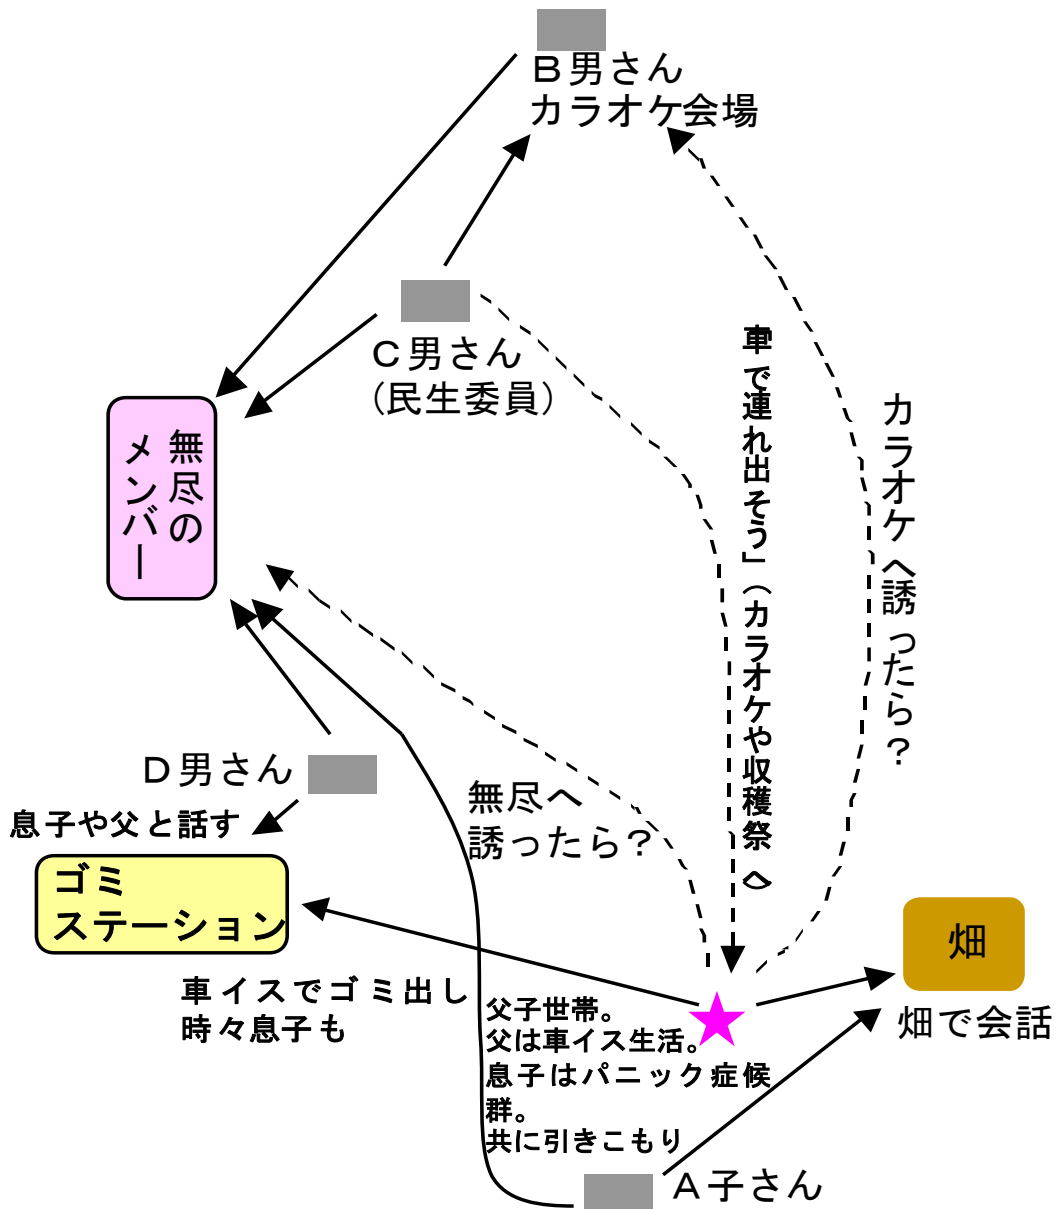 Ｂ男さん
カラオケ会場
Ｃ男さん
(民生委員)
車で連れ出そう」(カラオケや収穫祭へ
カラオケへ誘ったら？
無尽の
メンバー
Ｄ男さん
息子や父と話す
無尽へ
誘ったら？
ゴミ
ステーション
畑
車イスでゴミ出し
時々息子も
父子世帯。
父は車イス生活。
息子はパニック症候
群。
共に引きこもり
畑で会話
Ａ子さん